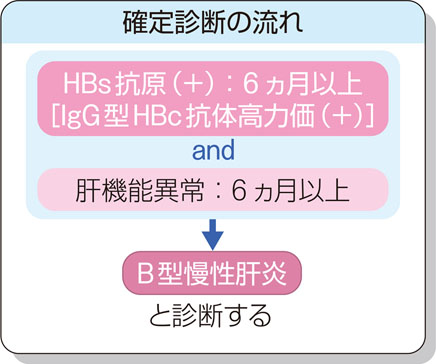 確定診断の流れ
HBs抗原(+):6ヵ月以上
[IgG型HBc抗体高力価(+)]
and
肝機能異常:6ヵ月以上
B型慢性肝炎
と診断する